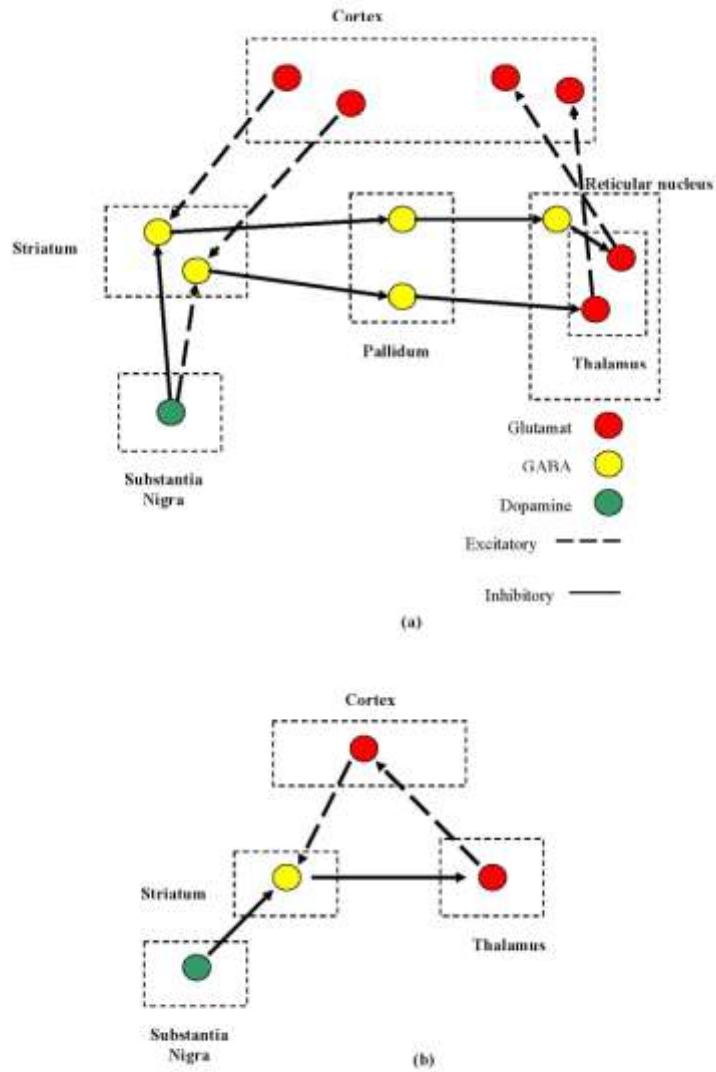 Cortex
Reticular nucleus
Striatum
Pallidum
Thalamus
Substantia
Nigra
Glutamat
GABA
Dopamine
Excitatory
Inhibitory
(a)
Cortex
Striatum
Thalamus
Substantia
Nigra
(b)